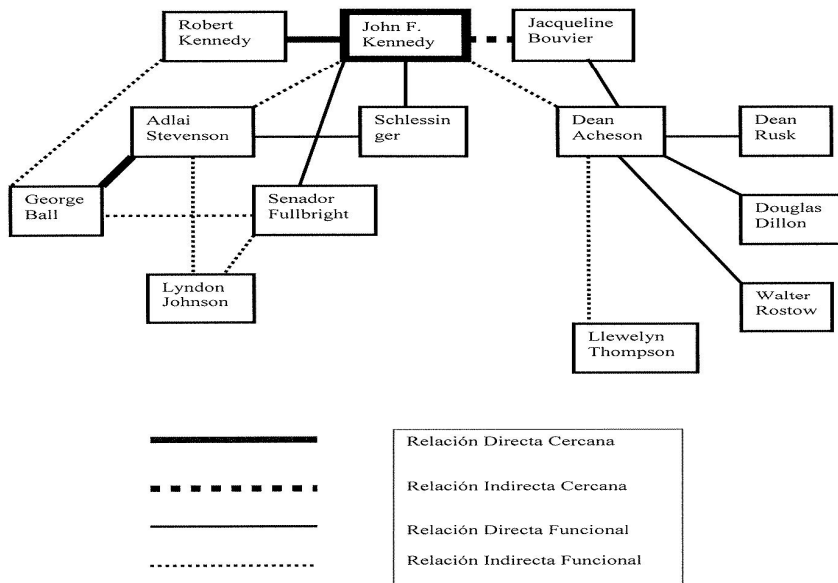 Robert
Kennedy
John F.
Kennedy
Jacqueline
Bouvier
Adlai
Stevenson
Schlessin
ger
Dean
Acheson
Dean
Rusk
George
Ball
Senador
Fullbright
Douglas
Dillon
Lyndon
Johnson
Walter
Rostow
Llewelyn
Thompson
Relación Directa Cercana
Relación Indirecta Cercana
Relación Directa Funcional
Relación Indirecta Funcional